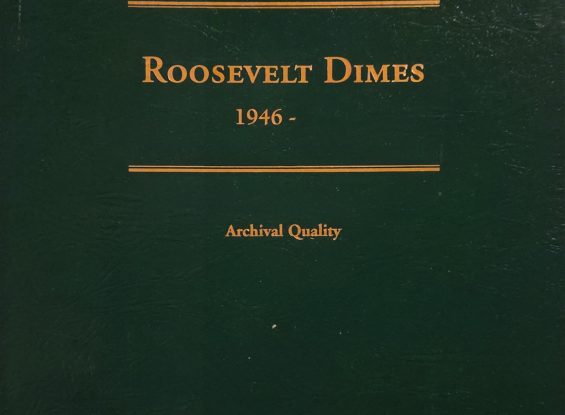 Roosevelt Dimes
1946 -
Archival Quality